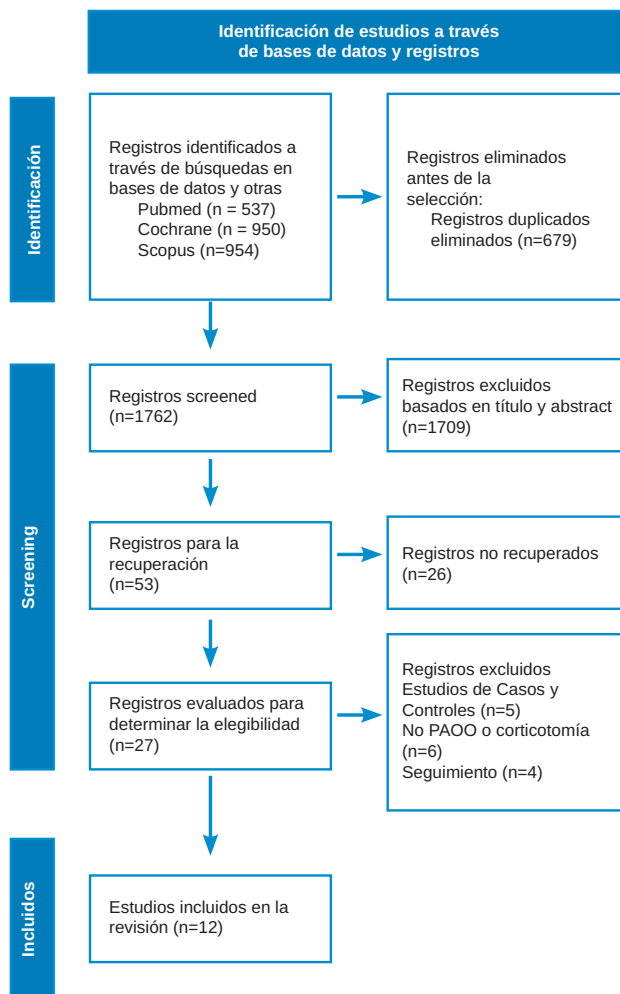 Identificación de estudios a través
de bases de datos y registros
Identificación
Registros identificados a
través de búsquedas en
bases de datos y otras
Pubmed (n = 537)
Cochrane (n = 950)
Scopus (n=954)
Registros eliminados
antes de la
selección:
Registros duplicados
eliminados (n=679)
Screening
Registros screened
(n=1762)
Registros excluidos
basados en título y abstract
(n=1709)
Registros para la
recuperación
(n=53)
Registros no recuperados
(n=26)
Registros evaluados para
determinar la elegibilidad
(n=27)
Registros excluidos
Estudios de Casos y
Controles (n=5)
No PAOO o corticotomía
(n=6)
Seguimiento (n=4)
Incluidos
Estudios incluidos en la
revisión (n=12)